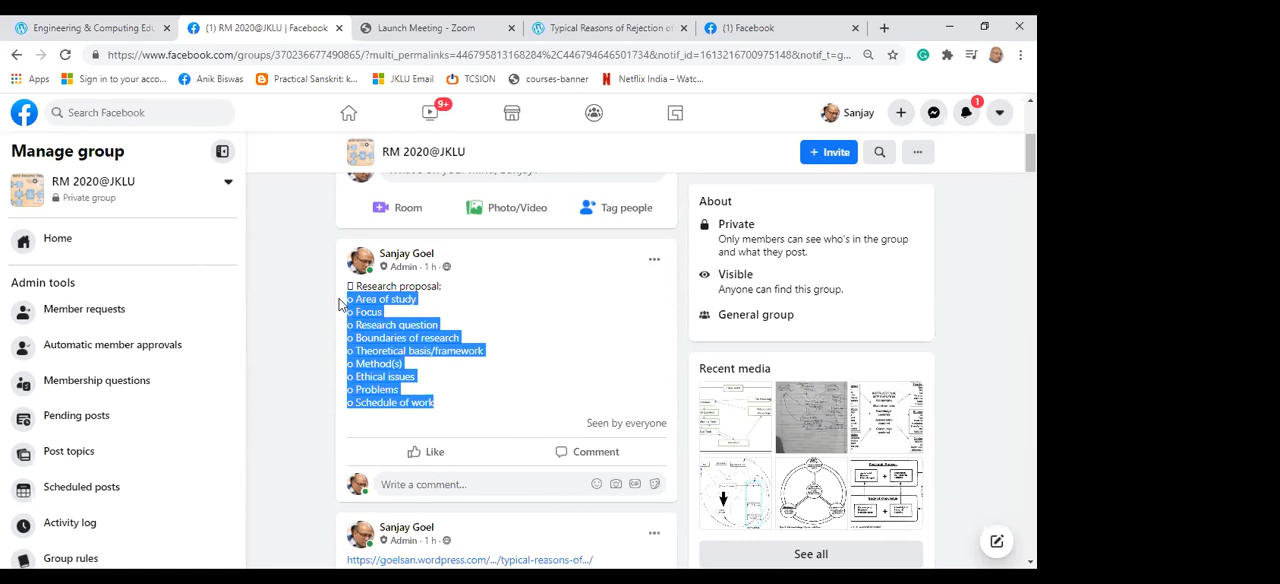 Engineering & Computing Edu
(1) RM 2020@JKLU | Facebook
Launch Meeting - Zoom
Typical Reasons of Rejection of
(1) Facebook
https://www.facebook.com/groups/370236677490865/?multi_permalinks=446795813168284%2C446794646501734&notif_id=1613216700975148&notif_t=g...
Apps
Sign in to your acco...
Anik Biswas
Practical Sanskrit: k...
JKLU Email
TCSION
courses-banner
Netflix India – Watc...
Search Facebook
9+
Sanjay
1
Manage group
RM 2020@JKLU
Private group
Home
Admin tools
Member requests
Automatic member approvals
Membership questions
Pending posts
Post topics
Scheduled posts
Activity log
Group rules
RM 2020@JKLU
+ Invite
Room
Photo/Video
Tag people
Sanjay Goel
Admin · 1 h ·
Research proposal:
o Area of study
o Focus
o Research question
o Boundaries of research
o Theoretical basis/framework
o Method(s)
o Ethical issues
o Problems
o Schedule of work
Seen by everyone
Like
Comment
Write a comment...
Sanjay Goel
Admin · 1 h ·
https://goelsan.wordpress.com/.../typical-reasons-of.../
About
Private
Only members can see who's in the group
and what they post.
Visible
Anyone can find this group.
General group
Recent media
See all